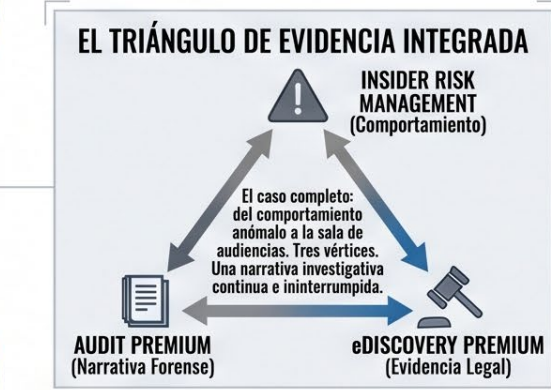 EL TRIÁNGULO DE EVIDENCIA INTEGRADA
INSIDER RISK
MANAGEMENT
(Comportamiento)
El caso completo:
del comportamiento
anómalo a la sala de
audiencias. Tres vértices.
Una narrativa investigativa
continua e ininterrumpida.
AUDIT PREMIUM
(Narrativa Forense)
eDISCOVERY PREMIUM
(Evidencia Legal)